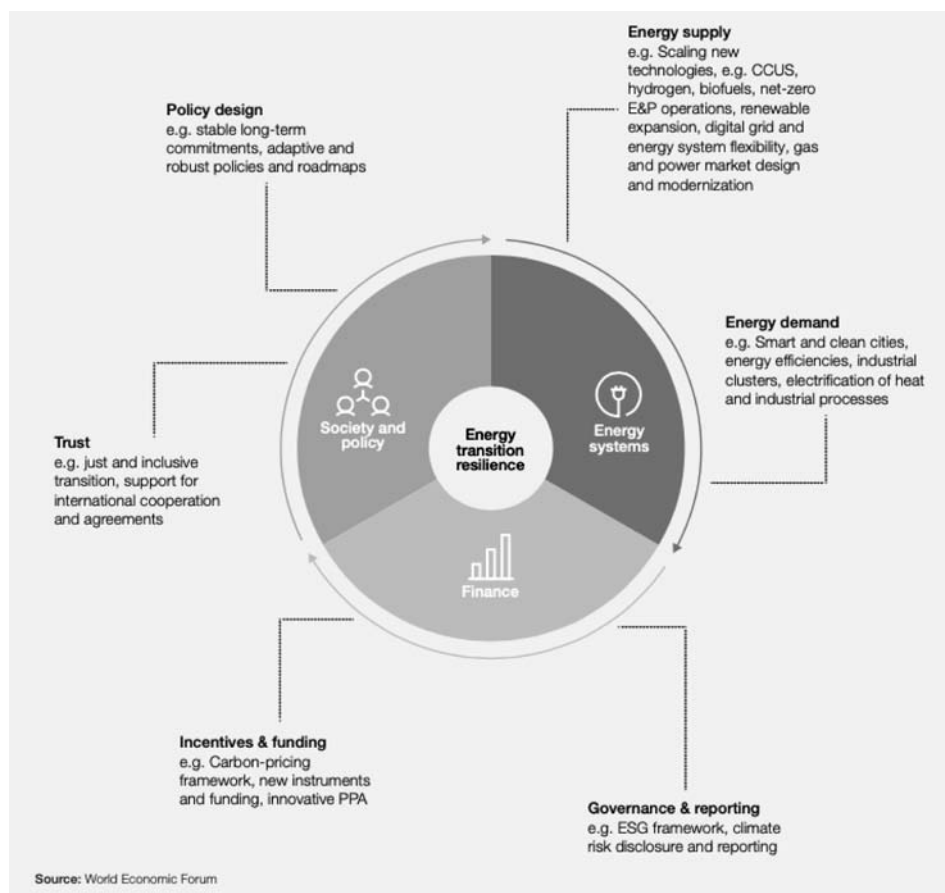 Energy supply
e.g. Scaling new
technologies, e.g. CCUS,
hydrogen, biofuels, net-zero
E&P operations, renewable
expansion, digital grid and
energy system flexibility, gas
and power market design
and modernization
Policy design
e.g. stable long-term
commitments, adaptive and
robust policies and roadmaps
Energy demand
e.g. Smart and clean cities,
energy efficiencies, industrial
clusters, electrification of heat
and industrial processes
Society and
policy
Energy
transition
resilience
Energy
systems
Trust
e.g. just and inclusive
transition, support for
international cooperation
and agreements
Finance
Incentives & funding
e.g. Carbon-pricing
framework, new instruments
and funding, innovative PPA
Governance & reporting
e.g. ESG framework, climate
risk disclosure and reporting
Source: World Economic Forum